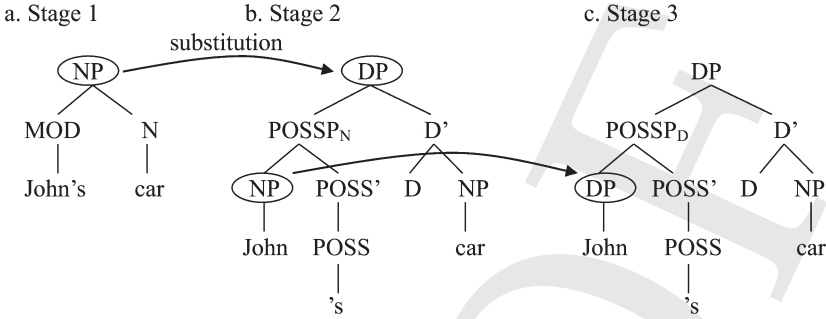 a. Stage 1 b. Stage 2 c. Stage 3
substitution
NP DP DP
MOD N POSSP_N D’ POSSP_D D’
John’s car NP POSS’ D NP DP POSS’ D NP
John POSS car John POSS car
’s ’s